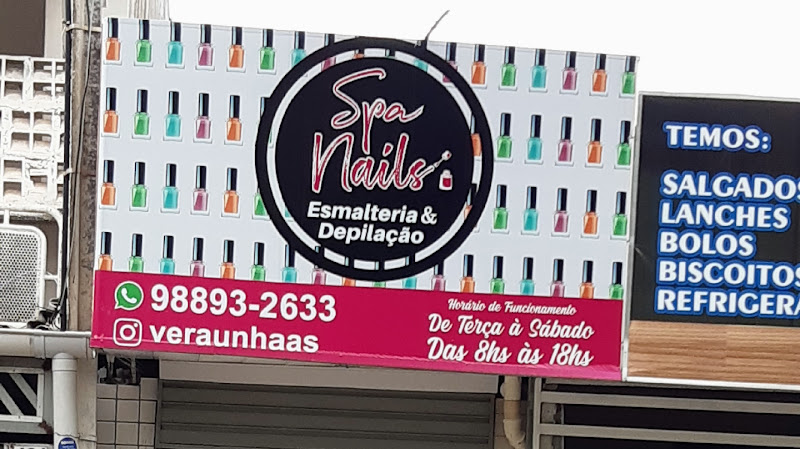 Spa
Nails
Esmalteria &
Depilação
98893-2633
veraunhaas
Horário de Funcionamento
De Terça à Sábado
Das 8hs às 18hs
TEMOS:
SALGADOS
LANCHES
BOLOS
BISCOITOS
REFRIGERA